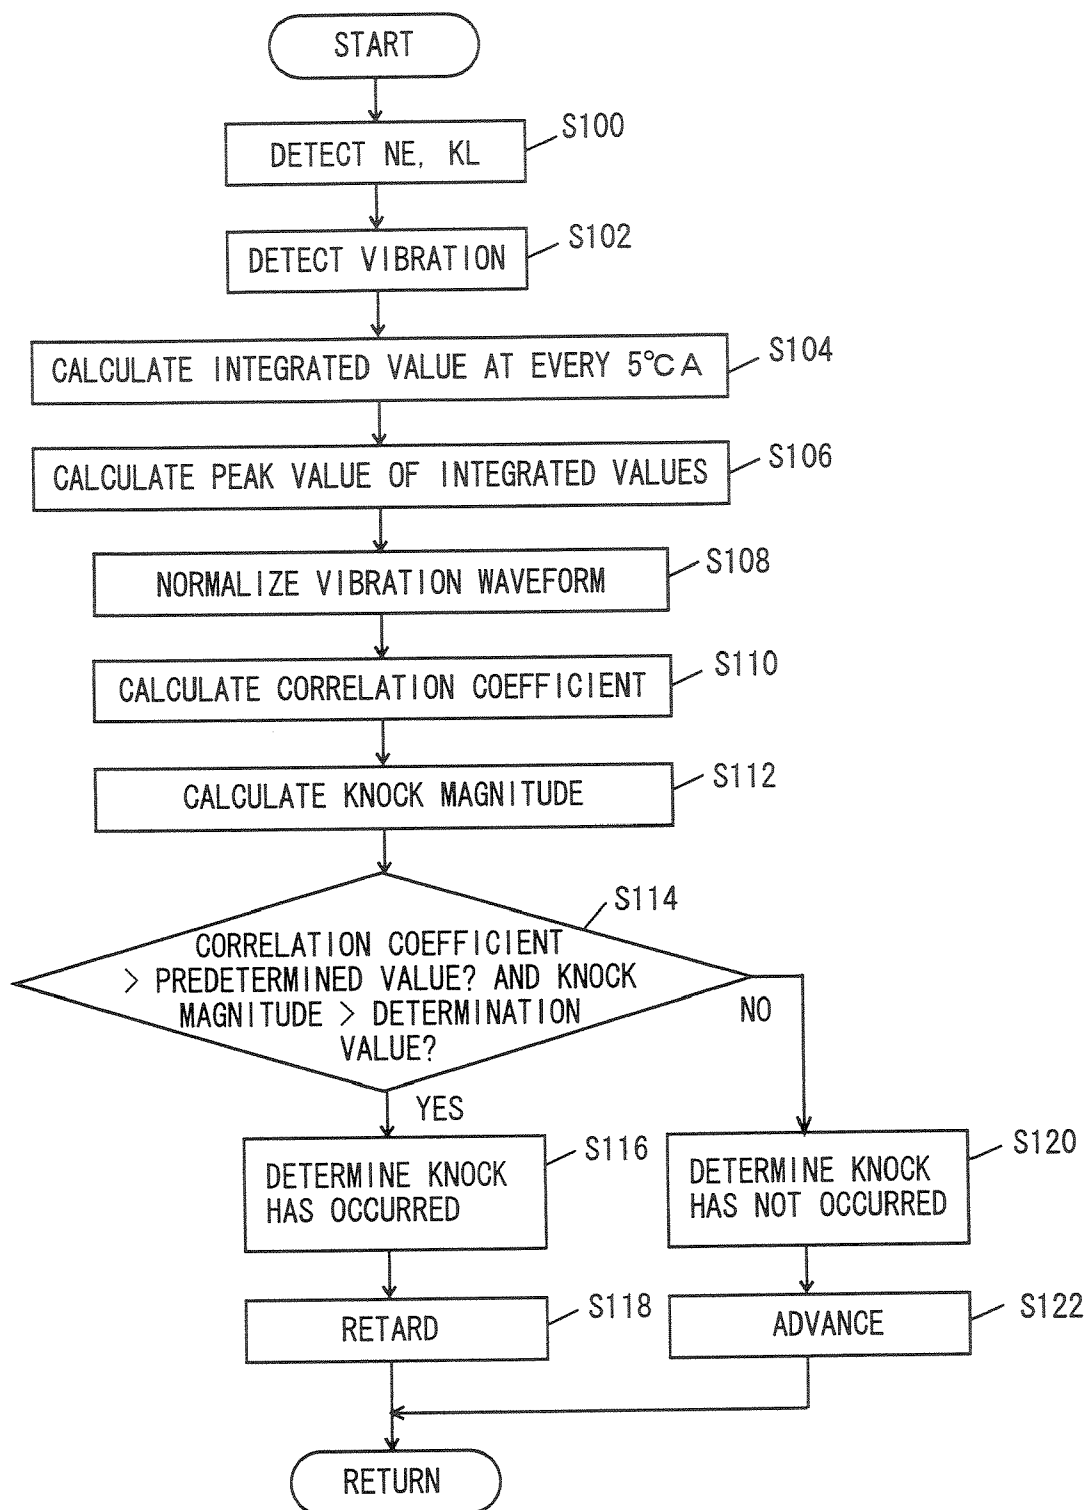 START
S100
DETECT NE, KL
S102
DETECT VIBRATION
S104
CALCULATE INTEGRATED VALUE AT EVERY 5℃A
S106
CALCULATE PEAK VALUE OF INTEGRATED VALUES
S108
NORMALIZE VIBRATION WAVEFORM
S110
CALCULATE CORRELATION COEFFICIENT
S112
CALCULATE KNOCK MAGNITUDE
S114
CORRELATION COEFFICIENT
> PREDETERMINED VALUE? AND KNOCK
MAGNITUDE > DETERMINATION
VALUE?
NO
YES
S116
DETERMINE KNOCK
HAS OCCURRED
S120
DETERMINE KNOCK
HAS NOT OCCURRED
S118
RETARD
S122
ADVANCE
RETURN